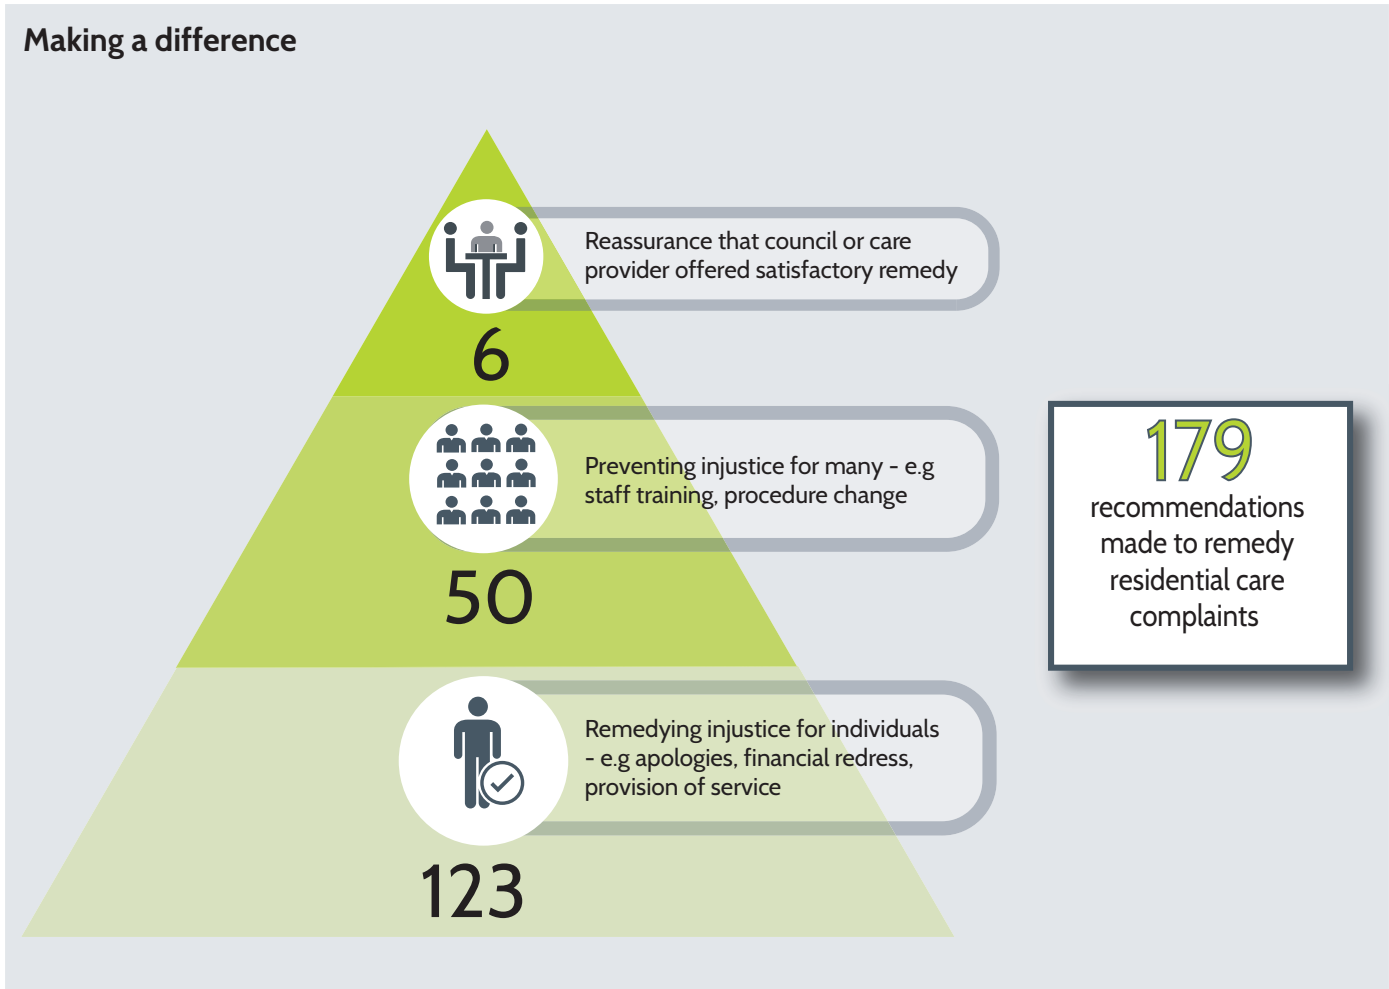 Making a difference
Reassurance that council or care
provider offered satisfactory remedy
6
Preventing injustice for many - e.g
staff training, procedure change
50
Remedying injustice for individuals
- e.g apologies, financial redress,
provision of service
123
179
recommendations
made to remedy
residential care
complaints